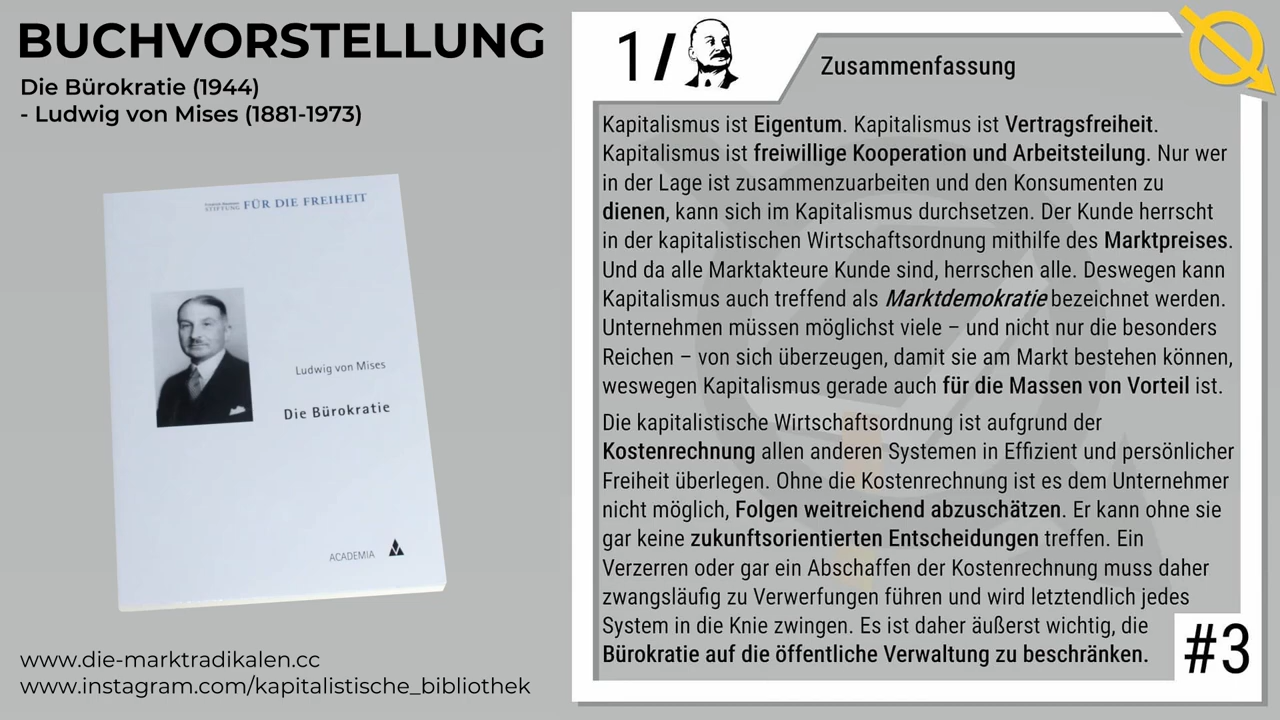 BUCHVORSTELLUNG
Die Bürokratie (1944)
- Ludwig von Mises (1881-1973)
STIFTUNG FÜR DIE FREIHEIT
Ludwig von Mises
Die Bürokratie
ACADEMIA
www.die-marktradikalen.cc
www.instagram.com/kapitalistische_bibliothek
1/
Zusammenfassung
Kapitalismus ist Eigentum. Kapitalismus ist Vertragsfreiheit.
Kapitalismus ist freiwillige Kooperation und Arbeitsteilung. Nur wer
in der Lage ist zusammenzuarbeiten und den Konsumenten zu
dienen, kann sich im Kapitalismus durchsetzen. Der Kunde herrscht
in der kapitalistischen Wirtschaftsordnung mithilfe des Marktpreises.
Und da alle Marktakteure Kunde sind, herrschen alle. Deswegen kann
Kapitalismus auch treffend als Marktdemokratie bezeichnet werden.
Unternehmen müssen möglichst viele – und nicht nur die besonders
Reichen – von sich überzeugen, damit sie am Markt bestehen können,
weswegen Kapitalismus gerade auch für die Massen von Vorteil ist.
Die kapitalistische Wirtschaftsordnung ist aufgrund der
Kostenrechnung allen anderen Systemen in Effizient und persönlicher
Freiheit überlegen. Ohne die Kostenrechnung ist es dem Unternehmer
nicht möglich, Folgen weitreichend abzuschätzen. Er kann ohne sie
gar keine zukunftsorientierten Entscheidungen treffen. Ein
Verzerren oder gar ein Abschaffen der Kostenrechnung muss daher
zwangsläufig zu Verwerfungen führen und wird letztendlich jedes
System in die Knie zwingen. Es ist daher äußerst wichtig, die
Bürokratie auf die öffentliche Verwaltung zu beschränken.
#3